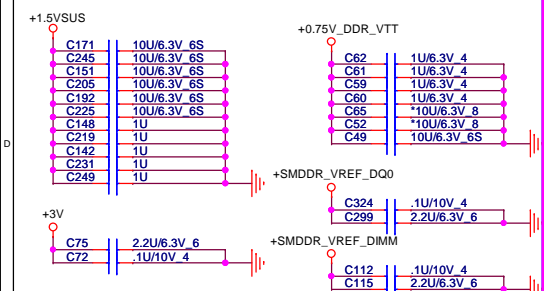 +1.5VSUS
C171 10U/6.3V_6S
C245 10U/6.3V_6S
C151 10U/6.3V_6S
C205 10U/6.3V_6S
C192 10U/6.3V_6S
C225 10U/6.3V_6S
C148 1U
C219 1U
C142 1U
C231 1U
C249 1U
+3V
C75 2.2U/6.3V_6
C72 .1U/10V_4
+0.75V_DDR_VTT
C62 1U/6.3V_4
C61 1U/6.3V_4
C59 1U/6.3V_4
C60 1U/6.3V_4
C65 *10U/6.3V_8
C52 *10U/6.3V_8
C49 10U/6.3V_6S
+SMDDR_VREF_DQ0
C324 .1U/10V_4
C299 2.2U/6.3V_6
+SMDDR_VREF_DIMM
C112 .1U/10V_4
C115 2.2U/6.3V_6
D